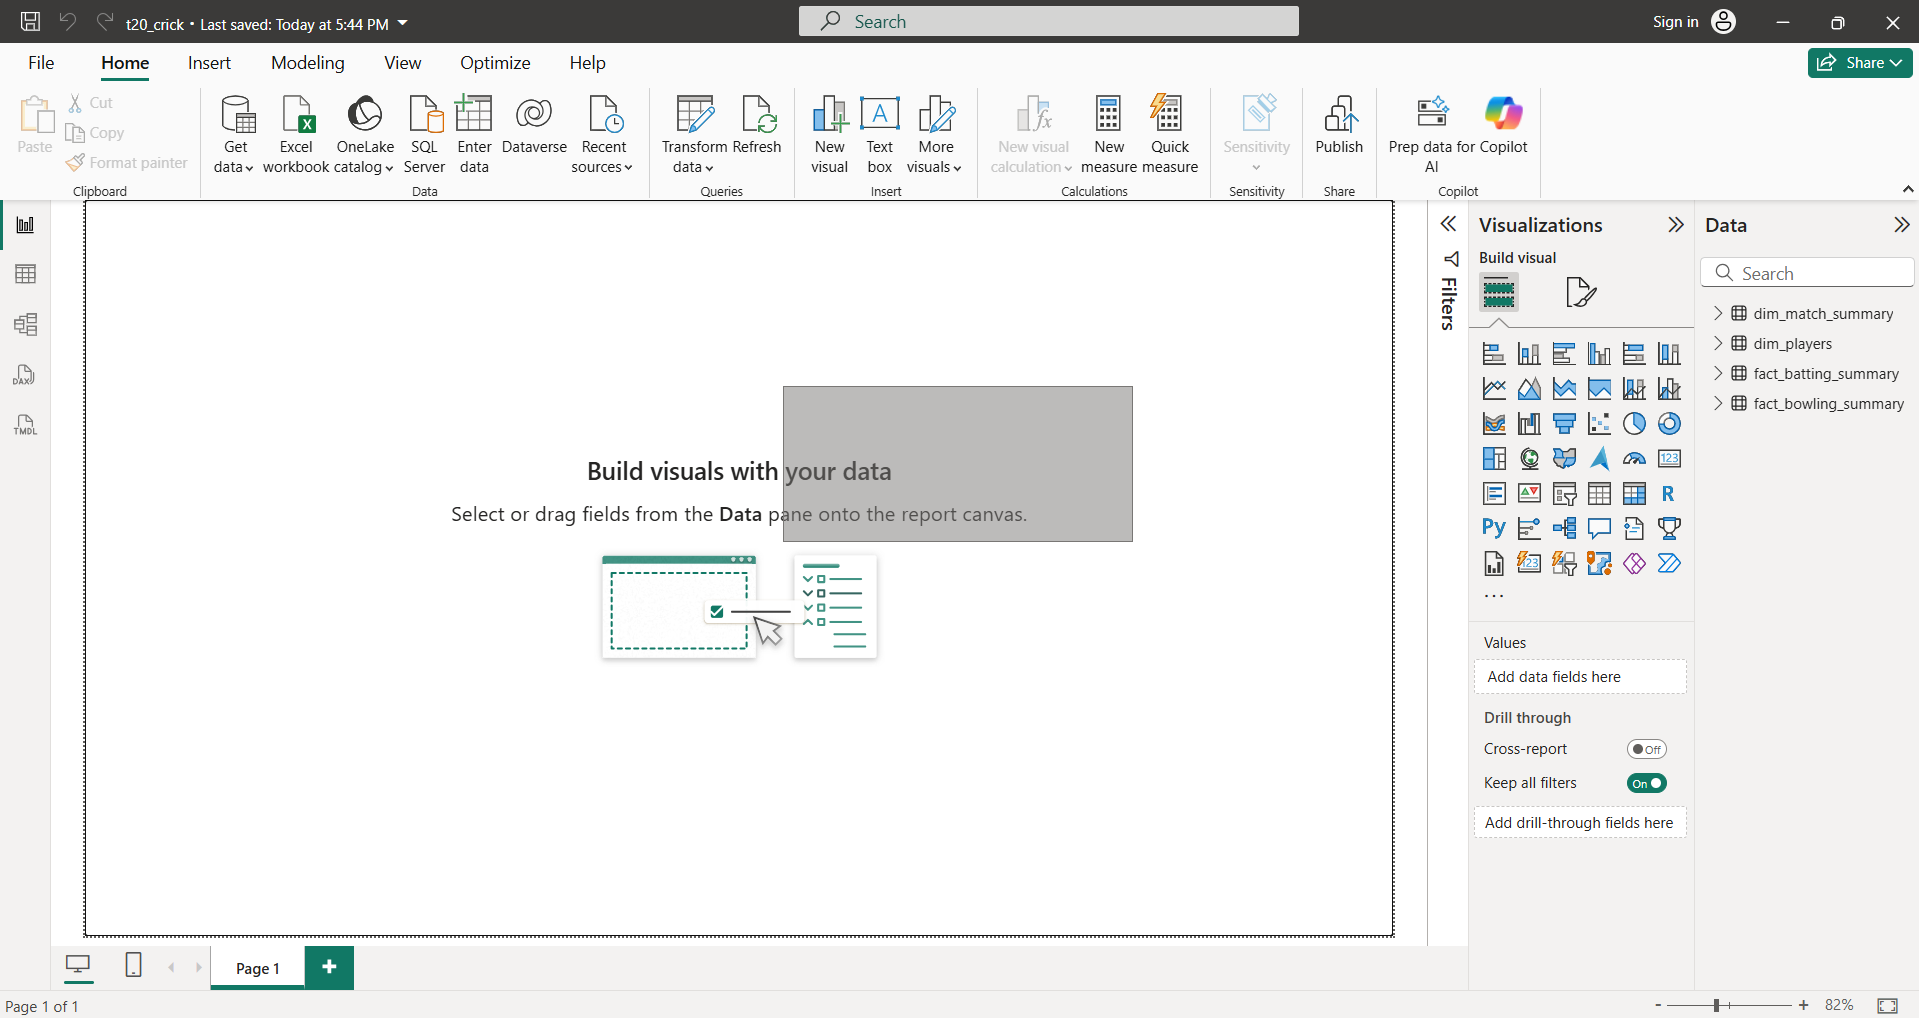 t20_crick • Last saved: Today at 5:44 PM
Search
Sign in
File
Home
Insert
Modeling
View
Optimize
Help
Share
Paste
Cut
Copy
Format painter
Clipboard
Get data
Excel workbook
OneLake catalog
SQL Server
Enter data
Dataverse
Recent sources
Data
Transform data
Refresh
Queries
New visual
Text box
More visuals
Insert
New visual calculation
New measure
Quick measure
Calculations
Sensitivity
Sensitivity
Publish
Share
Prep data for AI
Copilot
Copilot
DAX
TMDL
Build visuals with your data
Select or drag fields from the Data pane onto the report canvas.
Filters
Visualizations
Build visual
123
R
Py
123
...
Values
Add data fields here
Drill through
Cross-report
Off
Keep all filters
On
Add drill-through fields here
Data
Search
dim_match_summary
dim_players
fact_batting_summary
fact_bowling_summary
Page 1
Page 1 of 1
- + 82%